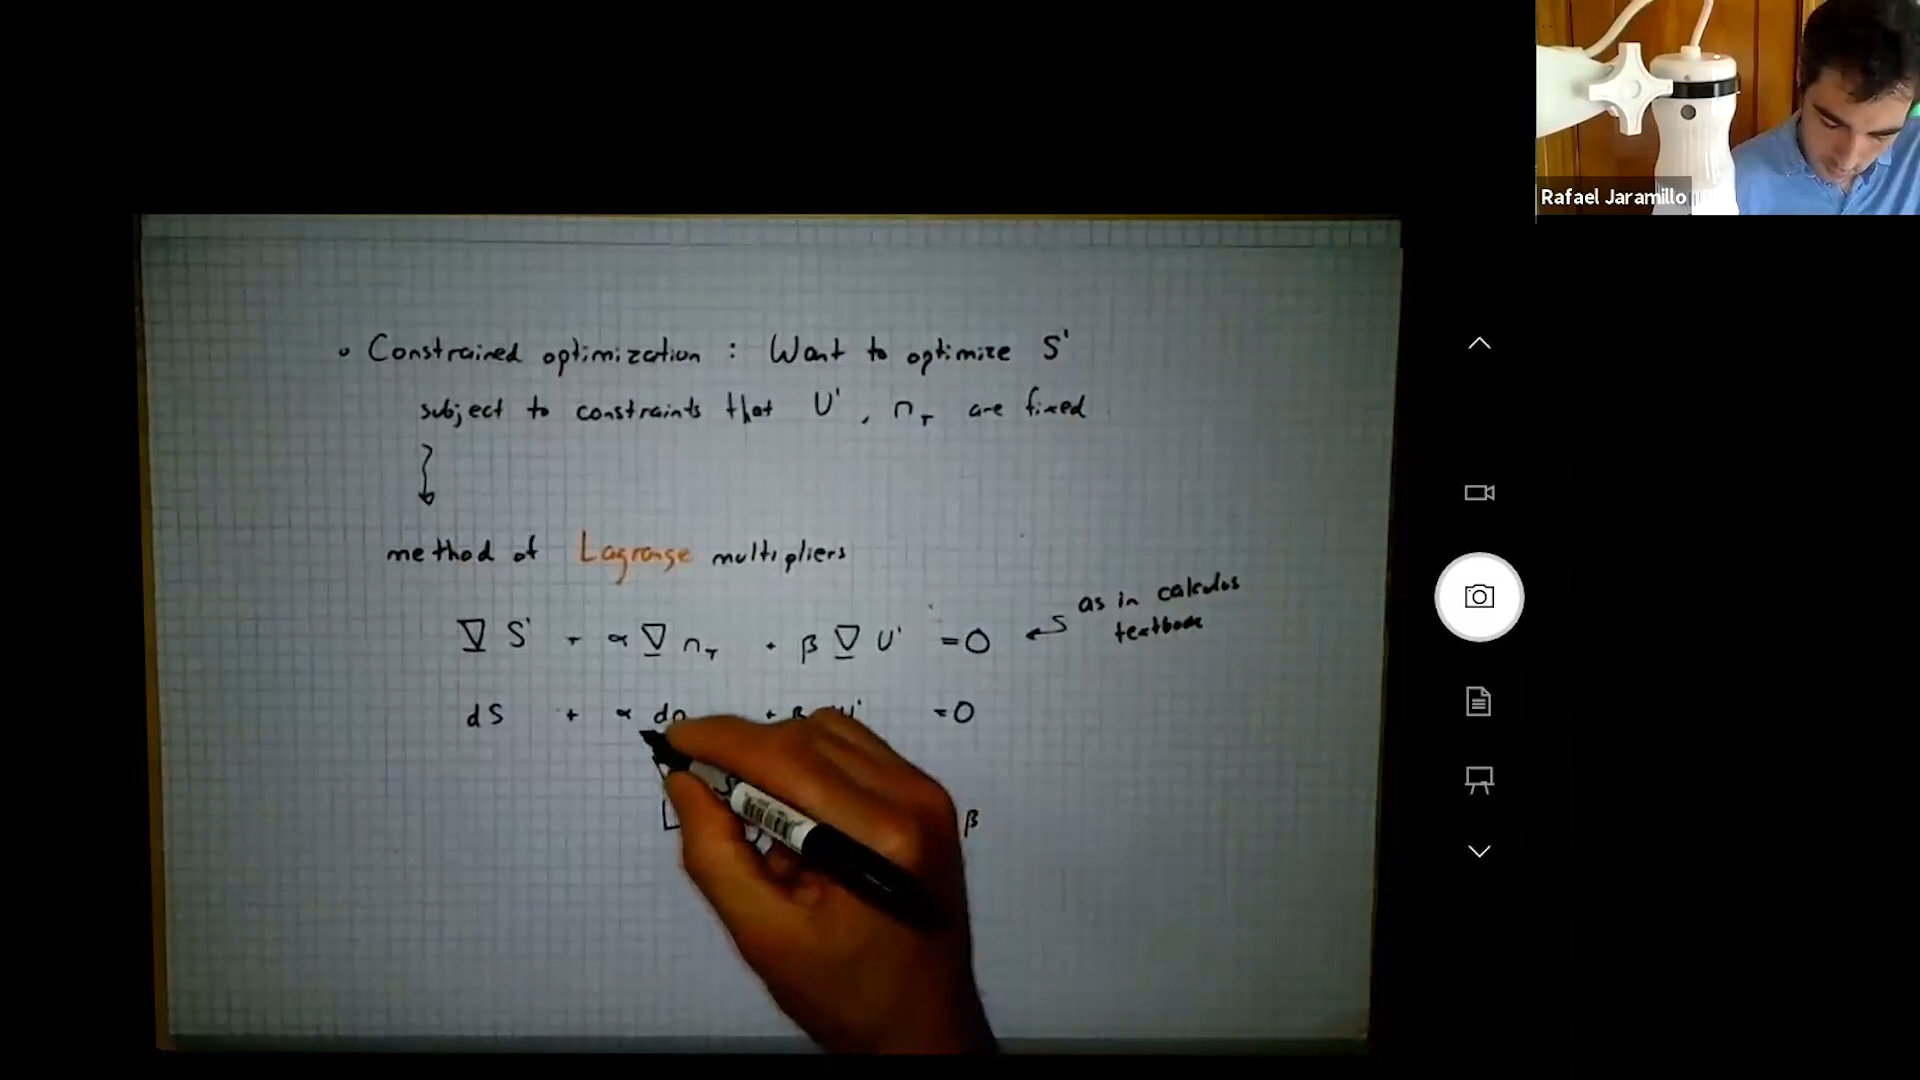 Rafael Jaramillo
• Constrained optimization : Want to optimize S'
subject to constraints that U' , n_T are fixed
method of Lagrange multipliers
∇ S' + α ∇ n_T + β ∇ U' = 0
as in calculus
textbook
dS + α dn + β U' = 0
β